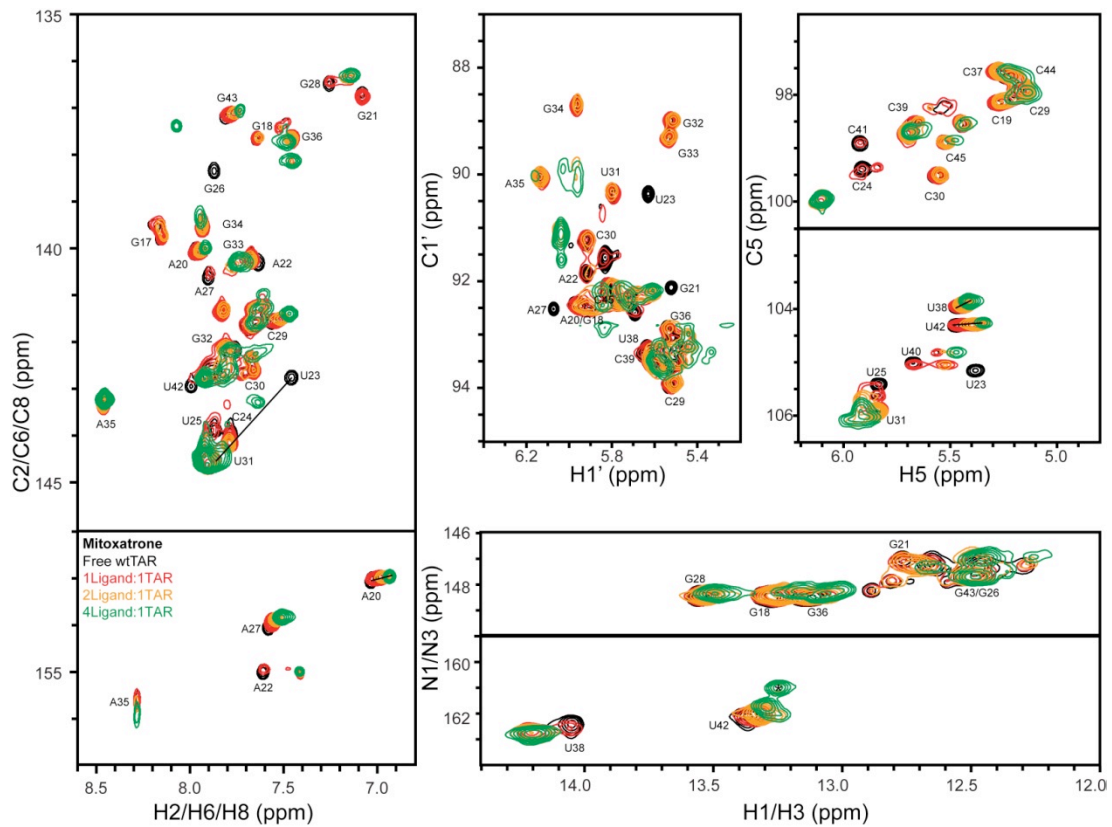 135
140
145
155
C2/C6/C8 (ppm)
G28
G21
G43
G18
G36
G26
G17
G34
A20
G33
A22
A27
C29
G32
C30
U42
U23
A35
U25
C24
U31
Mitoxatrone
Free wtTAR
1Ligand:1TAR
2Ligand:1TAR
4Ligand:1TAR
A20
A27
A22
A35
8.5
8.0
7.5
7.0
H2/H6/H8 (ppm)
88
90
92
94
C1' (ppm)
G34
G32
G33
A35
U31
U23
C30
A22
G21
A27
C45
A20/G18
U38
G36
C39
C29
6.2
5.8
5.4
H1' (ppm)
98
100
104
106
C5 (ppm)
C37
C44
C19
C29
C39
C41
C45
C24
C30
U38
U42
U40
U25
U23
U31
6.0
5.0
H5 (ppm)
146
148
160
162
N1/N3 (ppm)
G21
G28
G18
G36
G43/G26
U42
U38
14.0
13.5
13.0
12.5
12.0
H1/H3 (ppm)